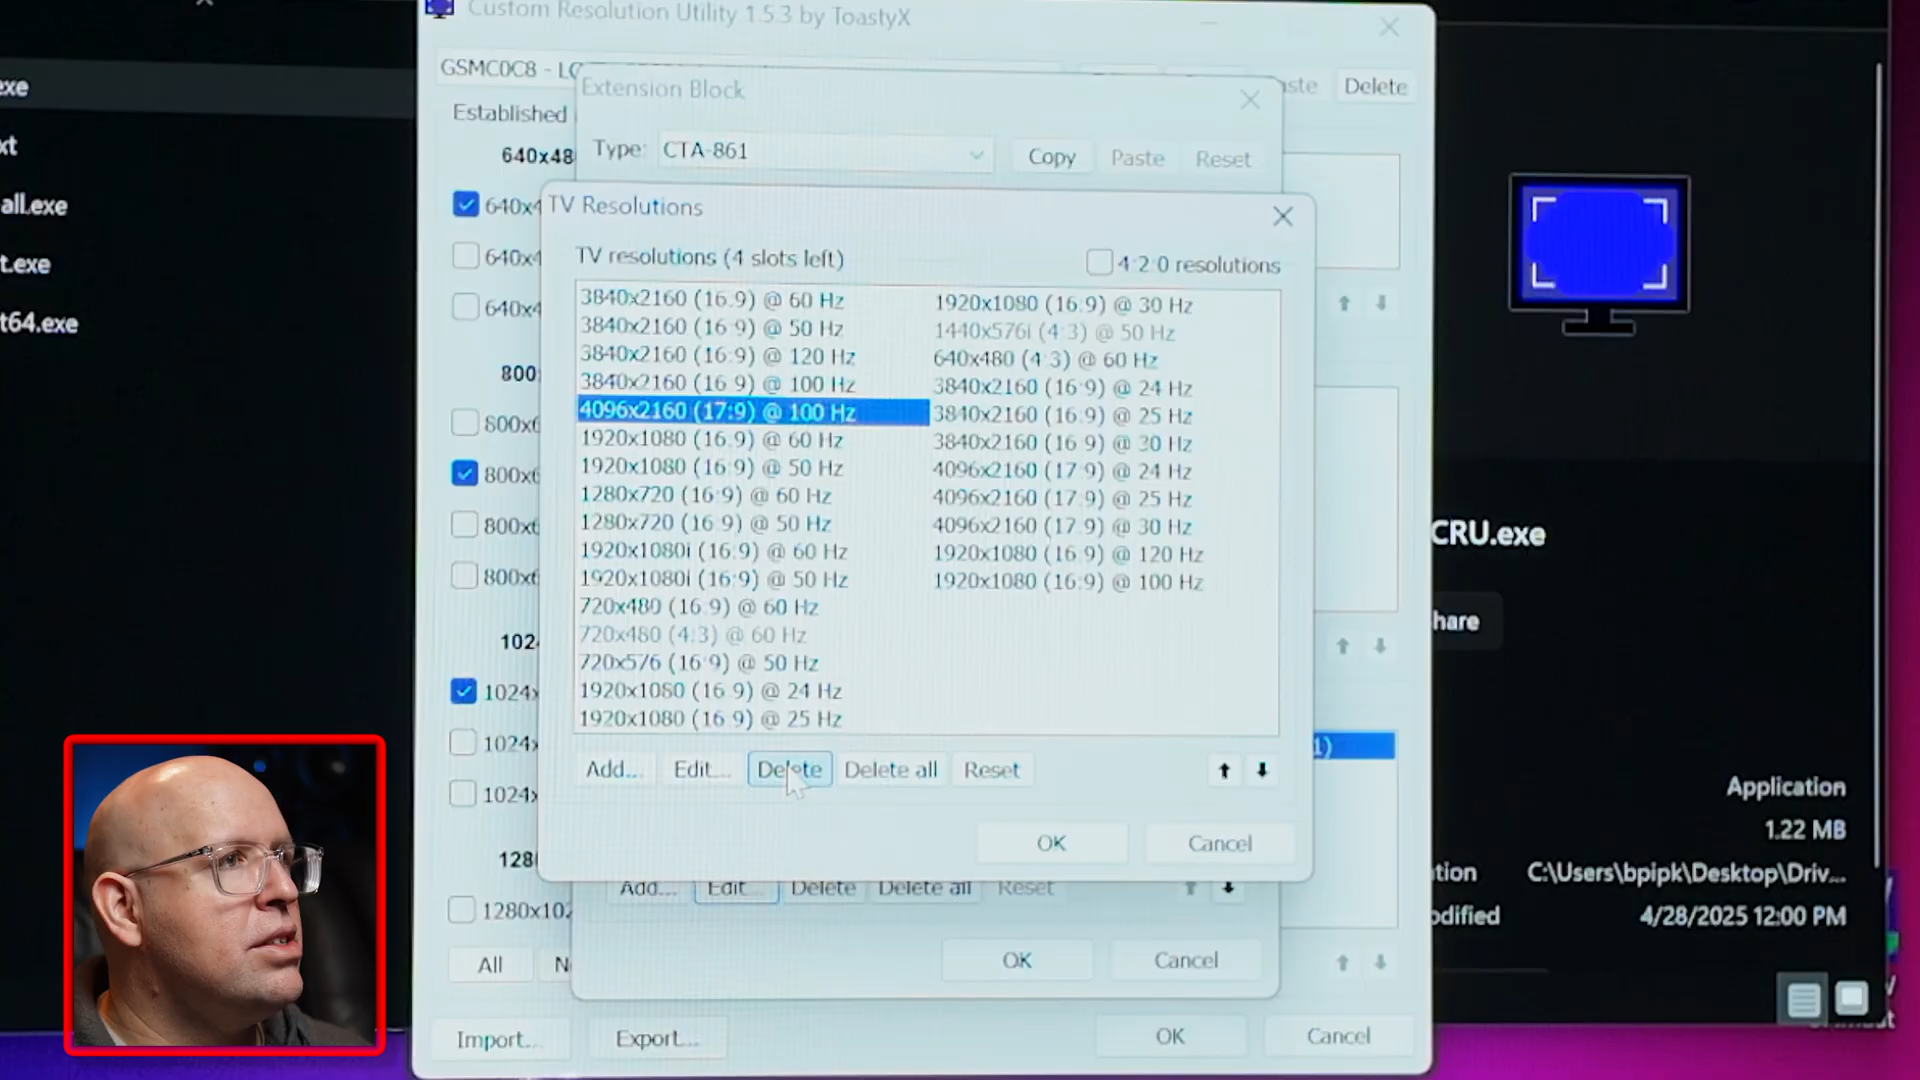 Custom Resolution Utility 1.5.3 by ToastyX
GSMC0C8 - LG
Delete
Established
640x48
640x4
640x4
640x4
800
800x6
800x6
800x6
800x6
102
1024x
1024x
1024x
128
1280x102
All
Import...
Export...
OK
Cancel
Extension Block
Type: CTA-861
Copy
Paste
Reset
TV Resolutions
TV resolutions (4 slots left)
4:2:0 resolutions
3840x2160 (16:9) @ 60 Hz
3840x2160 (16:9) @ 50 Hz
3840x2160 (16:9) @ 120 Hz
3840x2160 (16:9) @ 100 Hz
4096x2160 (17:9) @ 100 Hz
1920x1080 (16:9) @ 60 Hz
1920x1080 (16:9) @ 50 Hz
1280x720 (16:9) @ 60 Hz
1280x720 (16:9) @ 50 Hz
1920x1080i (16:9) @ 60 Hz
1920x1080i (16:9) @ 50 Hz
720x480 (16:9) @ 60 Hz
720x480 (4:3) @ 60 Hz
720x576 (16:9) @ 50 Hz
1920x1080 (16:9) @ 24 Hz
1920x1080 (16:9) @ 25 Hz
1920x1080 (16:9) @ 30 Hz
1440x576i (4:3) @ 50 Hz
640x480 (4:3) @ 60 Hz
3840x2160 (16:9) @ 24 Hz
3840x2160 (16:9) @ 25 Hz
3840x2160 (16:9) @ 30 Hz
4096x2160 (17:9) @ 24 Hz
4096x2160 (17:9) @ 25 Hz
4096x2160 (17:9) @ 30 Hz
1920x1080 (16:9) @ 120 Hz
1920x1080 (16:9) @ 100 Hz
Add...
Edit...
Delete
Delete all
Reset
OK
Cancel
Add...
Edit...
Delete
Delete all
Reset
OK
Cancel
xe
xt
all.exe
t.exe
t64.exe
CRU.exe
hare
Application
1.22 MB
tion
C:\Users\bpipk\Desktop\Driv...
odified
4/28/2025 12:00 PM